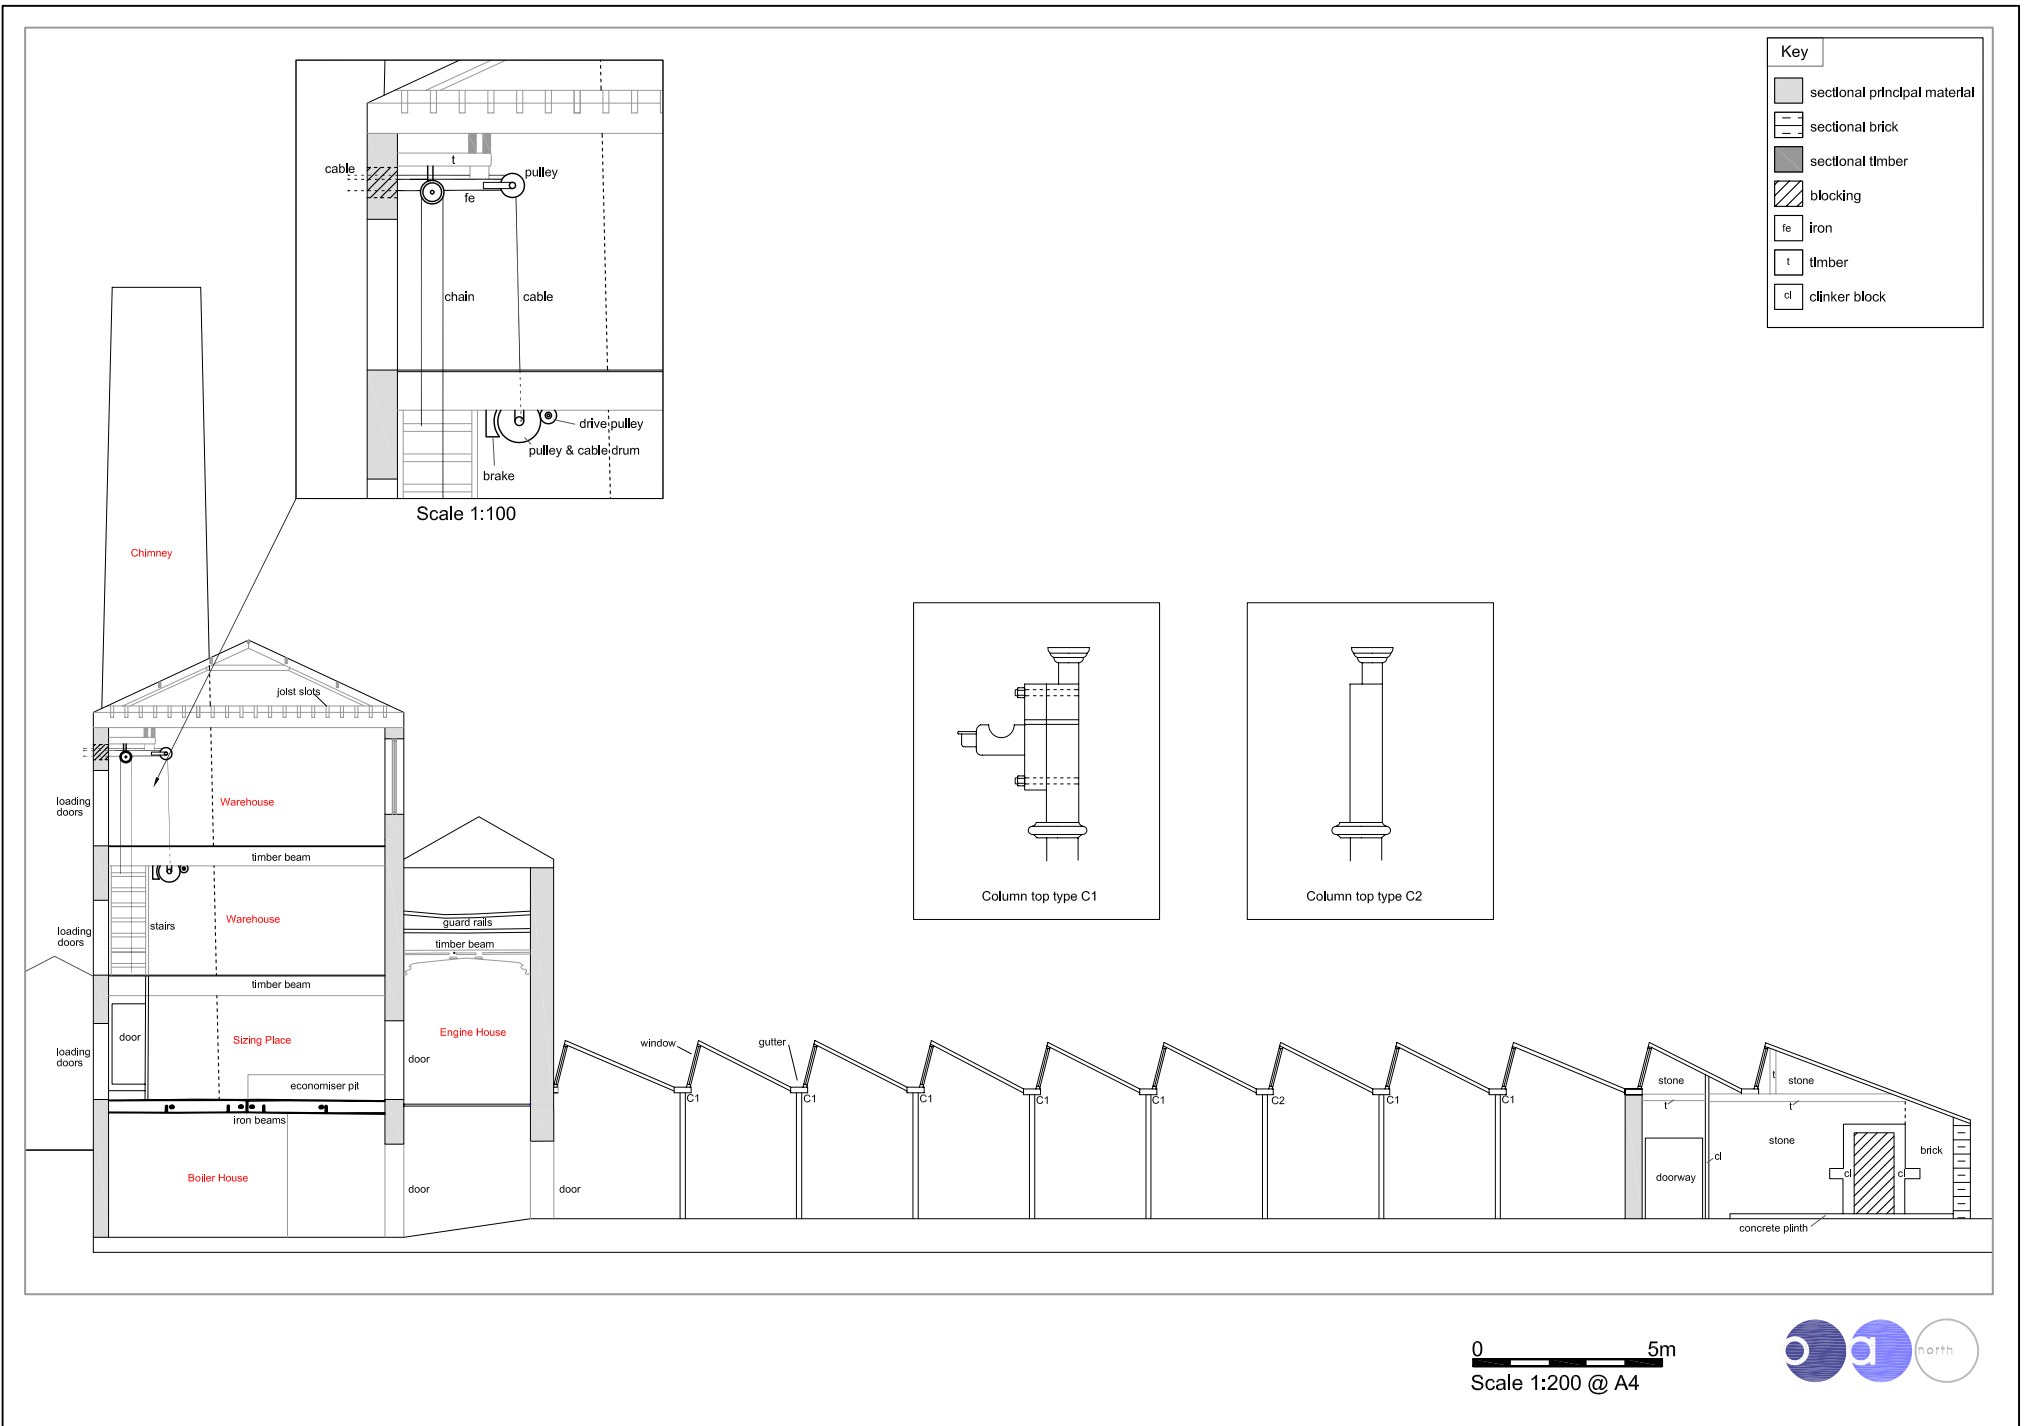 Key
sectional principal material
sectional brick
sectional timber
blocking
fe iron
t timber
cl clinker block
cable
t
pulley
fe
chain
cable
drive pulley
pulley & cable drum
brake
Scale 1:100
Chimney
joist slots
loading
doors
Warehouse
timber beam
loading
doors
stairs
Warehouse
timber beam
loading
doors
door
Sizing Place
economiser pit
iron beams
Boiler House
guard rails
timber beam
Engine House
door
door
door
Column top type C1
Column top type C2
window
gutter
C1
C1
C1
C1
C1
C2
C1
C1
stone
t
stone
t
t
stone
brick
cl
doorway
cl
cl
concrete plinth
0 5m
Scale 1:200 @ A4
oa north